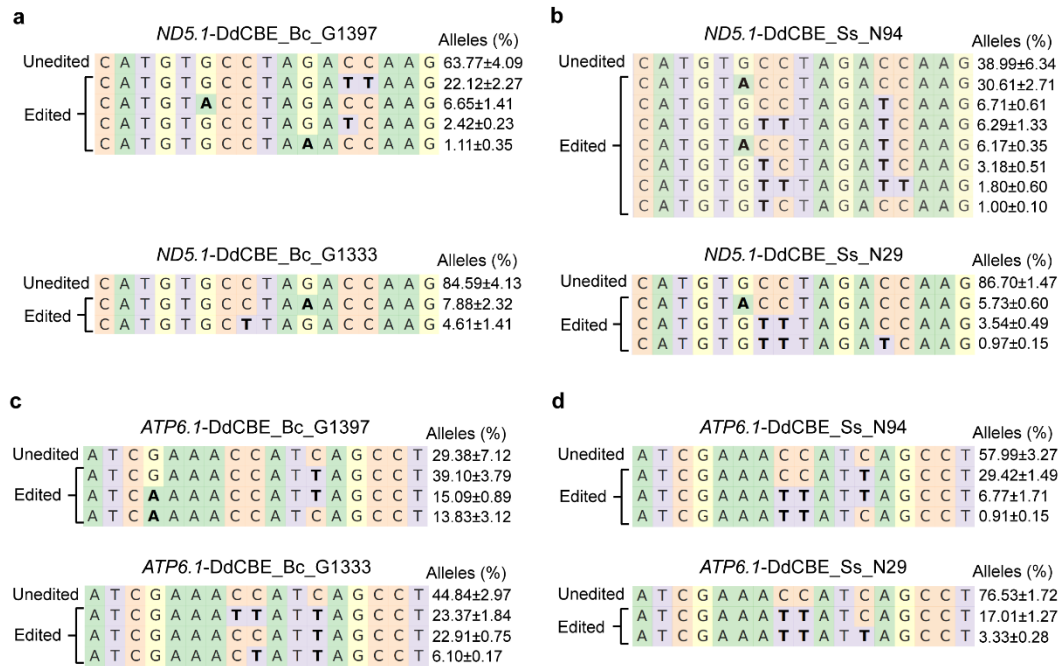 a
ND5.1-DdCBE_Bc_G1397
Alleles (%)
Unedited C A T G T G C C T A G A C C A A G 63.77±4.09
Edited
C A T G T G C C T A G A T T A A G 22.12±2.27
C A T G T A C C T A G A C C A A G 6.65±1.41
C A T G T G C C T A G A T C A A G 2.42±0.23
C A T G T G C C T A A A C C A A G 1.11±0.35
ND5.1-DdCBE_Bc_G1333
Alleles (%)
Unedited C A T G T G C C T A G A C C A A G 84.59±4.13
Edited
C A T G T G C C T A A A C C A A G 7.88±2.32
C A T G T G C T T A G A C C A A G 4.61±1.41
b
ND5.1-DdCBE_Ss_N94
Alleles (%)
Unedited C A T G T G C C T A G A C C A A G 38.99±6.34
Edited
C A T G T A C C T A G A C C A A G 30.61±2.71
C A T G T G C C T A G A T C A A G 6.71±0.61
C A T G T G T T T A G A T C A A G 6.29±1.33
C A T G T A C C T A G A T C A A G 6.17±0.35
C A T G T G T C T A G A T C A A G 3.18±0.51
C A T G T G T T T A G A T T A A G 1.80±0.60
C A T G T G T C T A G A C C A A G 1.00±0.10
ND5.1-DdCBE_Ss_N29
Alleles (%)
Unedited C A T G T G C C T A G A C C A A G 86.70±1.47
Edited
C A T G T A C C T A G A C C A A G 5.73±0.60
C A T G T G T T T A G A C C A A G 3.54±0.49
C A T G T G T T T A G A T C A A G 0.97±0.15
c
ATP6.1-DdCBE_Bc_G1397
Alleles (%)
Unedited A T C G A A A C C A T C A G C C T 29.38±7.12
Edited
A T C G A A A C C A T T A G C C T 39.10±3.79
A T C A A A A C C A T T A G C C T 15.09±0.89
A T C A A A A C C A T C A G C C T 13.83±3.12
ATP6.1-DdCBE_Bc_G1333
Alleles (%)
Unedited A T C G A A A C C A T C A G C C T 44.84±2.97
Edited
A T C G A A A T T A T T A G C C T 23.37±1.84
A T C G A A A C C A T T A G C C T 22.91±0.75
A T C G A A A C T A T T A G C C T 6.10±0.17
d
ATP6.1-DdCBE_Ss_N94
Alleles (%)
Unedited A T C G A A A C C A T C A G C C T 57.99±3.27
Edited
A T C G A A A C C A T T A G C C T 29.42±1.49
A T C G A A A T T A T T A G C C T 6.77±1.71
A T C G A A A T T A T C A G C C T 0.91±0.15
ATP6.1-DdCBE_Ss_N29
Alleles (%)
Unedited A T C G A A A C C A T C A G C C T 76.53±1.72
Edited
A T C G A A A T T A T C A G C C T 17.01±1.27
A T C G A A A T T A T T A G C C T 3.33±0.28